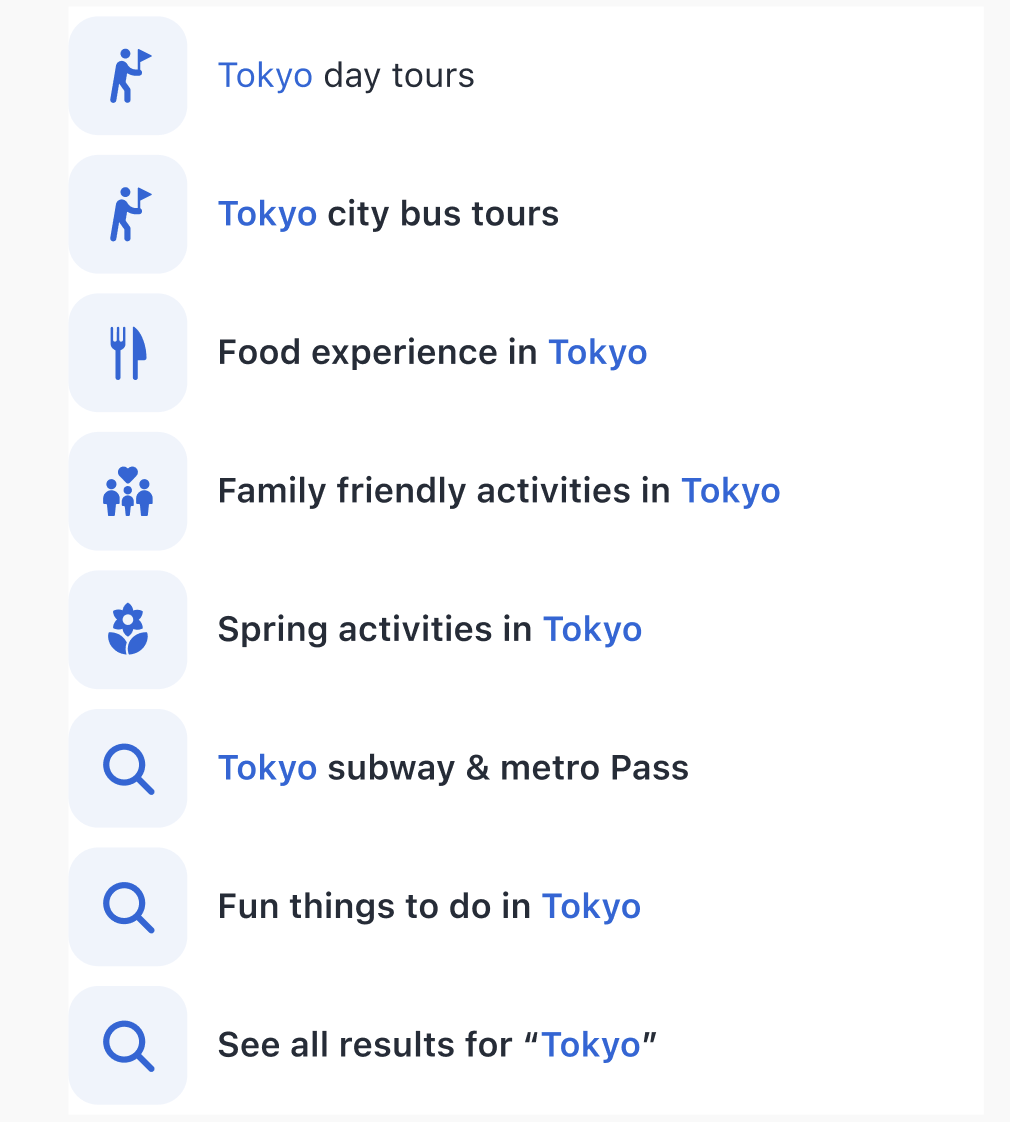 Tokyo day tours
Tokyo city bus tours
Food experience in Tokyo
Family friendly activities in Tokyo
Spring activities in Tokyo
Tokyo subway & metro Pass
Fun things to do in Tokyo
See all results for “Tokyo”